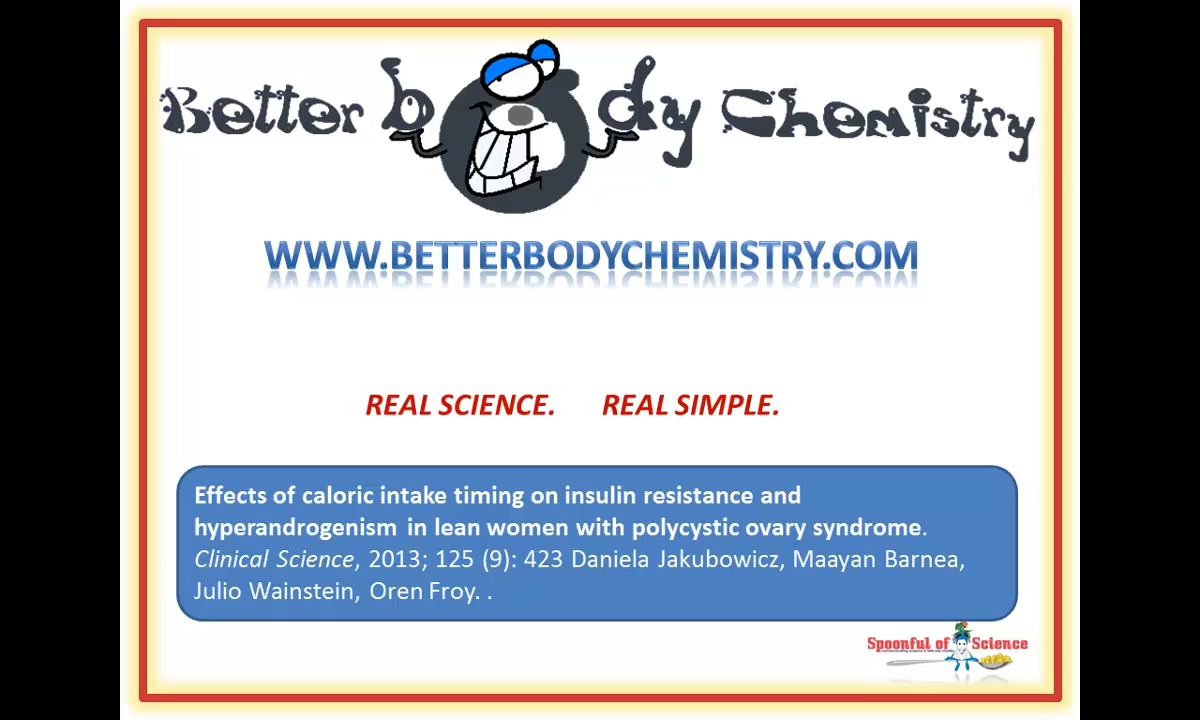 Better body Chemistry
WWW.BETTERBODYCHEMISTRY.COM
REAL SCIENCE. REAL SIMPLE.
Effects of caloric intake timing on insulin resistance and
hyperandrogenism in lean women with polycystic ovary syndrome.
Clinical Science, 2013; 125 (9): 423 Daniela Jakubowicz, Maayan Barnea,
Julio Wainstein, Oren Froy. .
Spoonful of Science